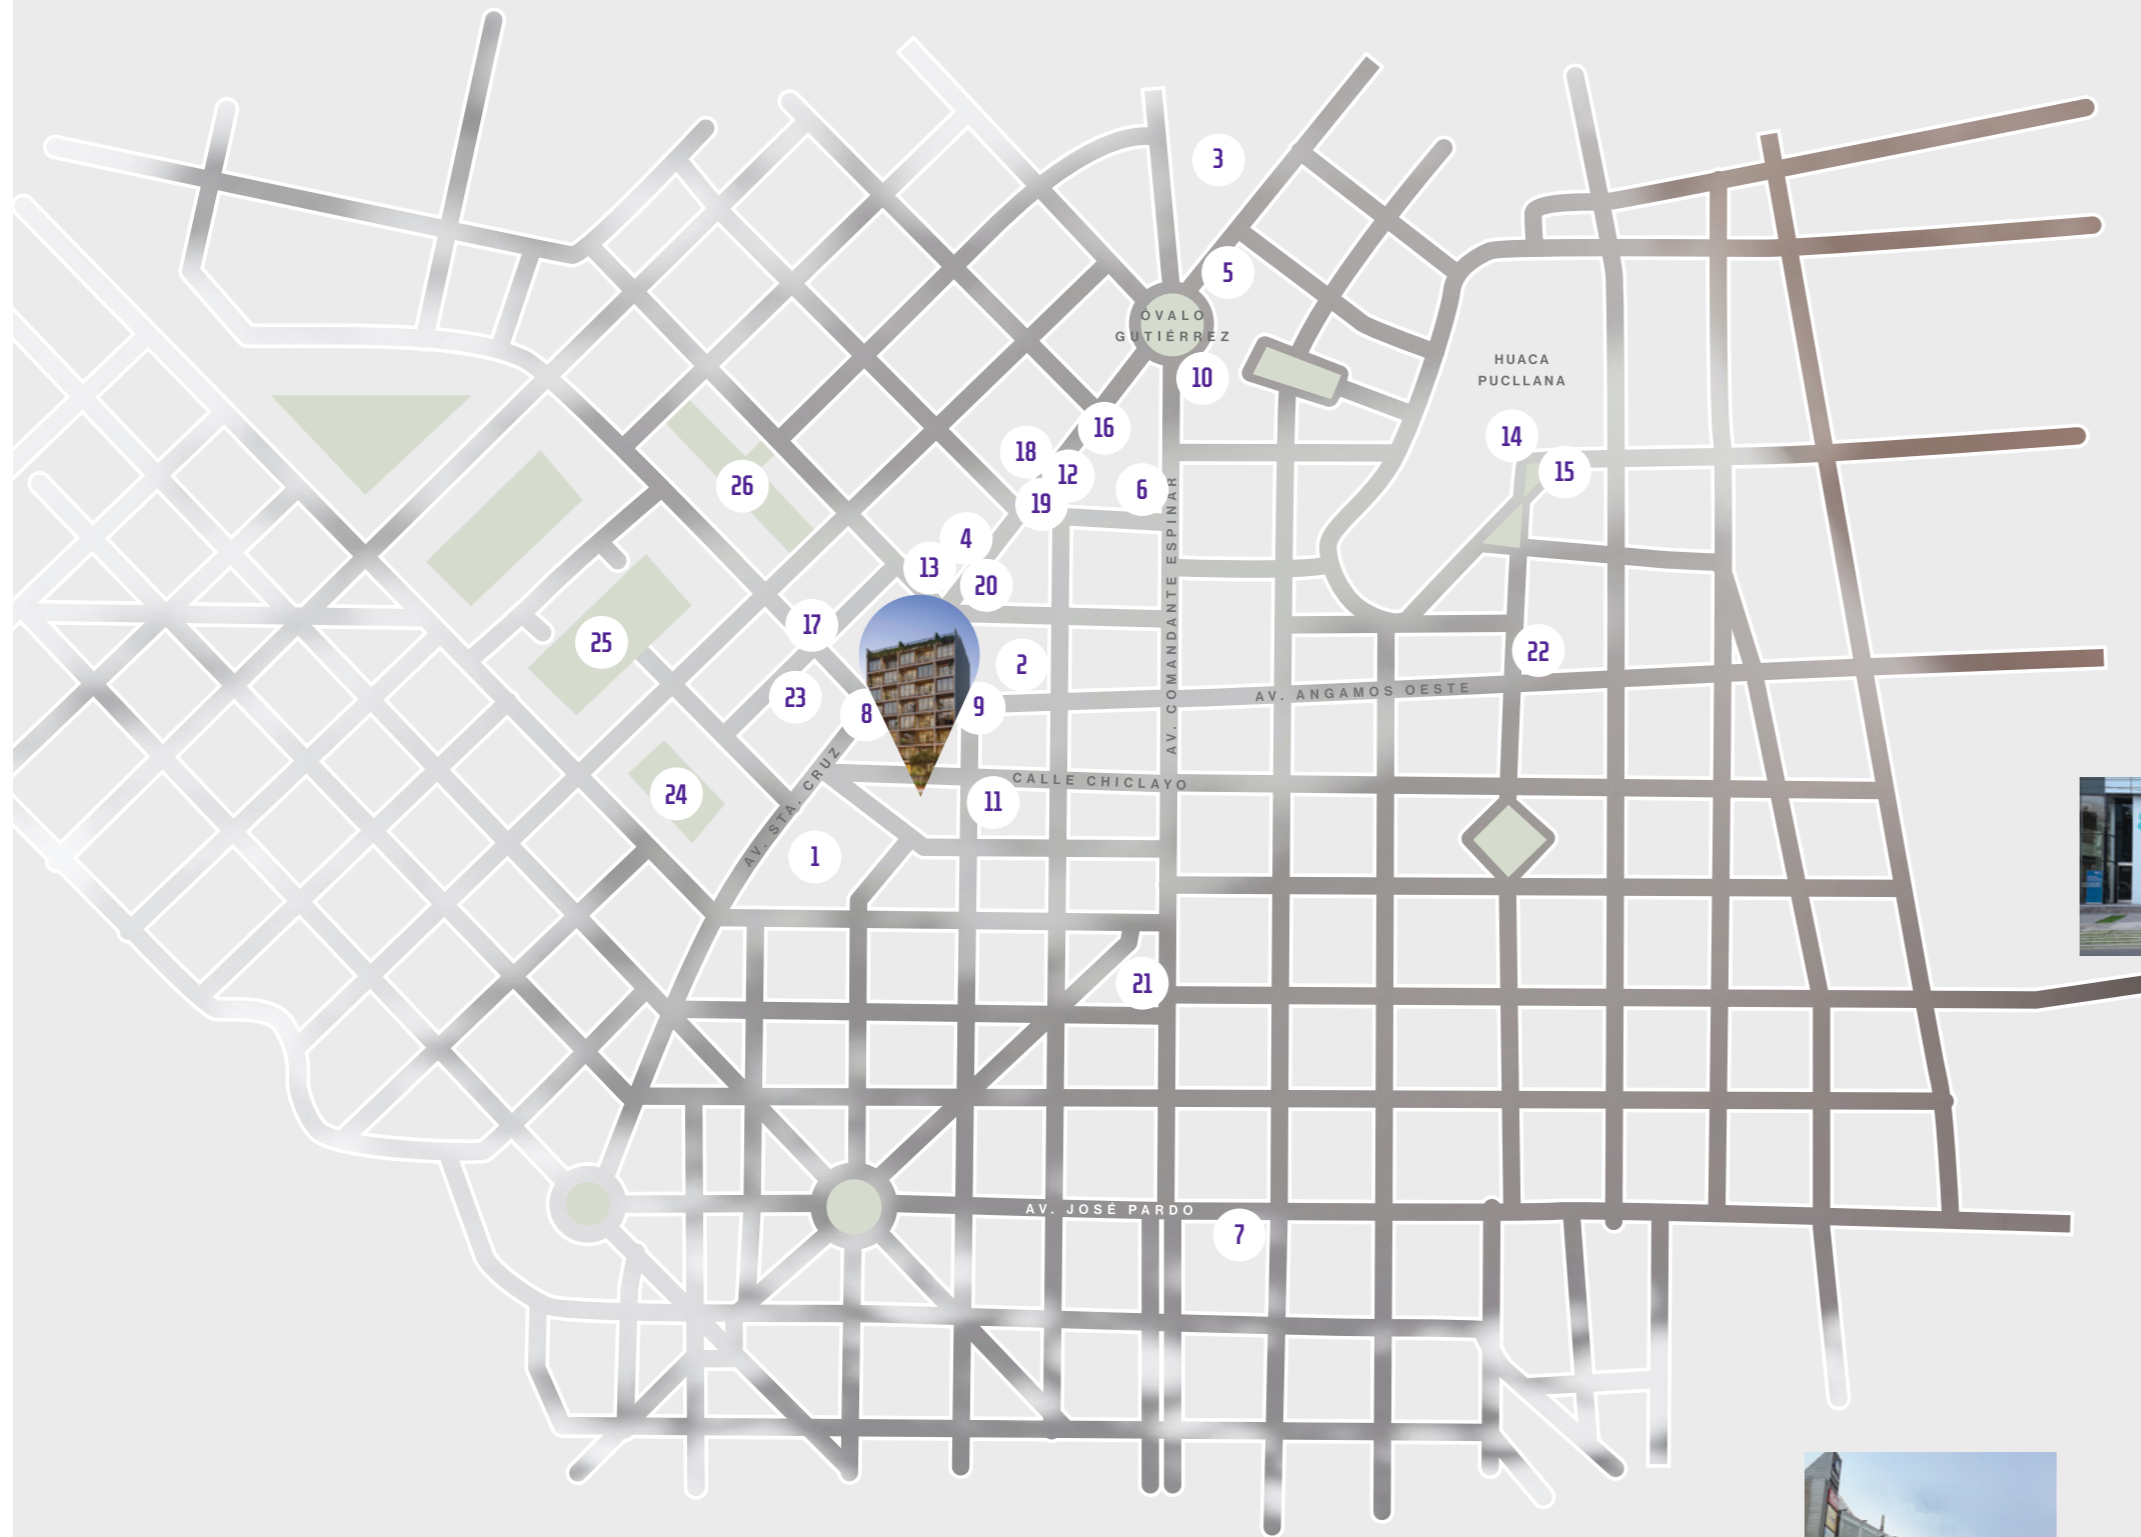 3
5
ÓVALO
GUTIÉRREZ
HUACA
PUCLLANA
10
16
14
18
15
12
26
6
19
4
13
20
17
25
22
2
AV. COMANDANTE ESPINAR
AV. ANGAMOS OESTE
23
8
9
CALLE CHICLAYO
24
11
AV. STA. CRUZ
1
21
AV. JOSÉ PARDO
7